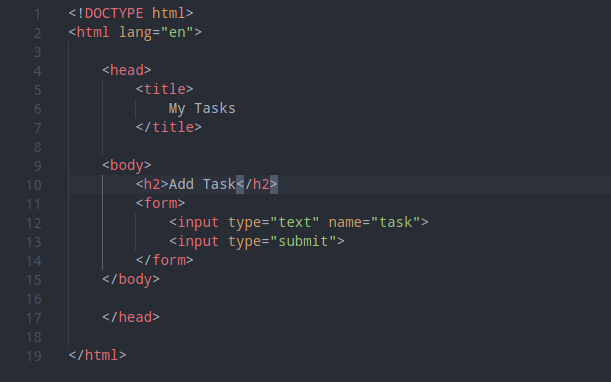 1 <!DOCTYPE html>
2 <html lang="en">
3
4     <head>
5         <title>
6             My Tasks
7         </title>
8
9     <body>
10         <h2>Add Task</h2>
11         <form>
12             <input type="text" name="task">
13             <input type="submit">
14         </form>
15     </body>
16
17     </head>
18
19 </html>